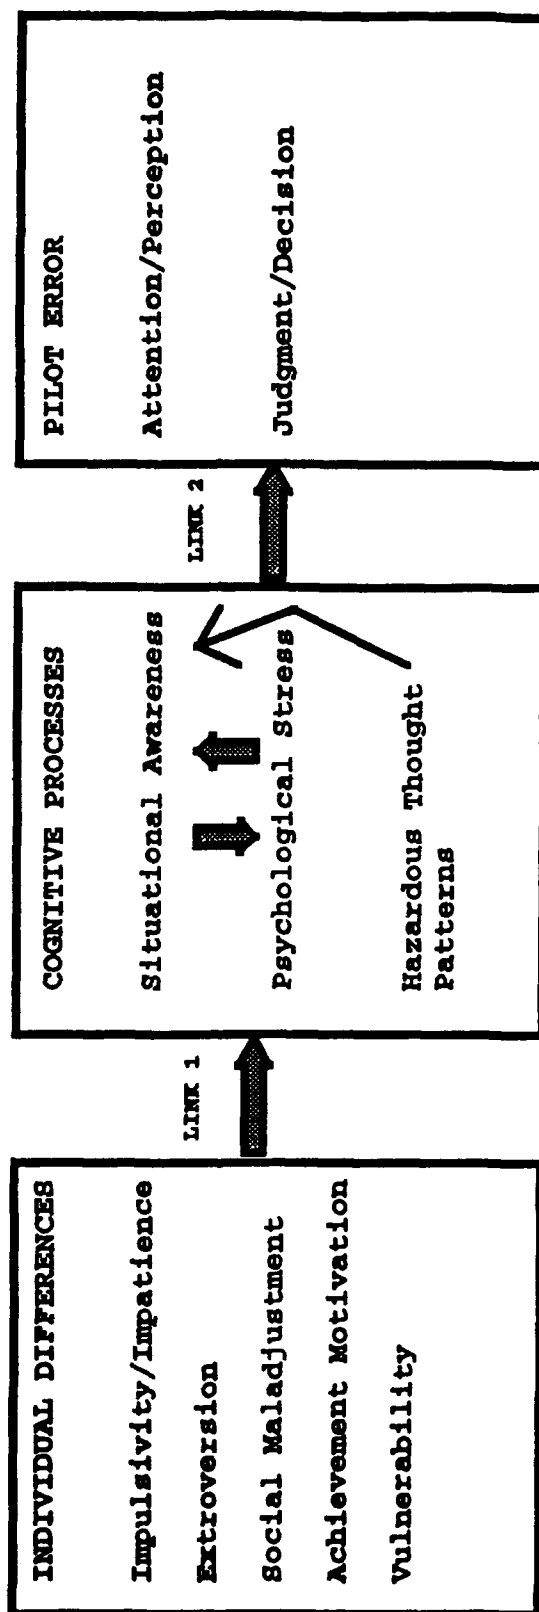 INDIVIDUAL DIFFERENCES
Impulsivity/Impatience
Extroversion
Social Maladjustment
Achievement Motivation
Vulnerability
LINK 1
COGNITIVE PROCESSES
Situational Awareness
Psychological Stress
Hazardous Thought
Patterns
LINK 2
PILOT ERROR
Attention/Perception
Judgment/Decision